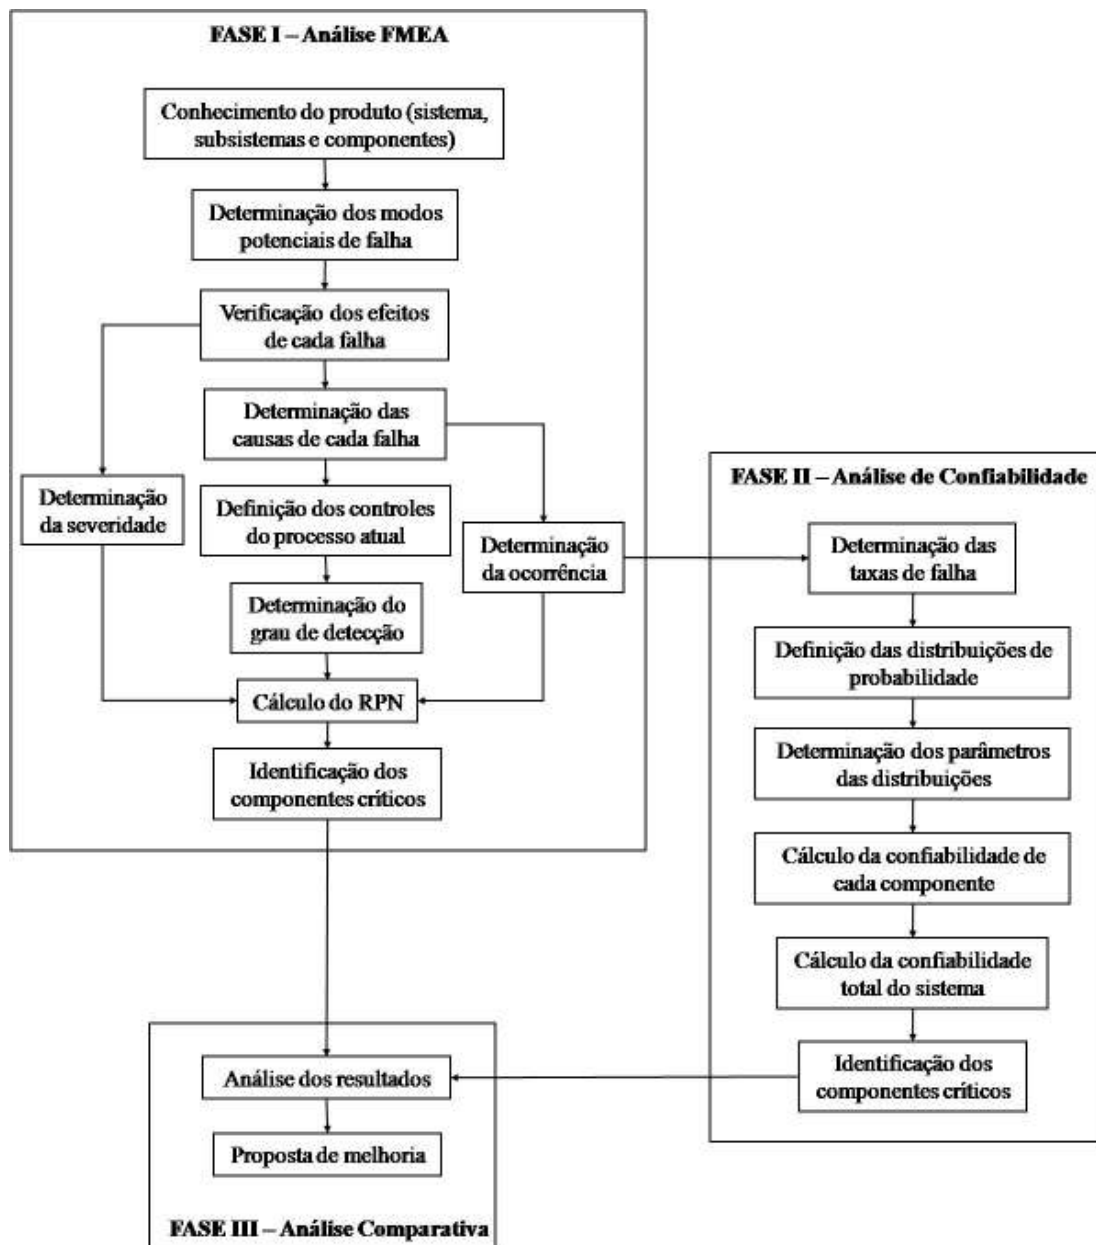 FASE I – Análise FMEA
Conhecimento do produto (sistema,
subsistemas e componentes)
Determinação dos modos
potenciais de falha
Verificação dos efeitos
de cada falha
Determinação das
causas de cada falha
Determinação
da severidade
Definição dos controles
do processo atual
Determinação
da ocorrência
Determinação do
grau de detecção
Cálculo do RPN
Identificação dos
componentes críticos
FASE II – Análise de Confiabilidade
Determinação das
taxas de falha
Definição das distribuições de
probabilidade
Determinação dos parâmetros
das distribuições
Cálculo da confiabilidade de
cada componente
Cálculo da confiabilidade
total do sistema
Identificação dos
componentes críticos
Análise dos resultados
Proposta de melhoria
FASE III – Análise Comparativa